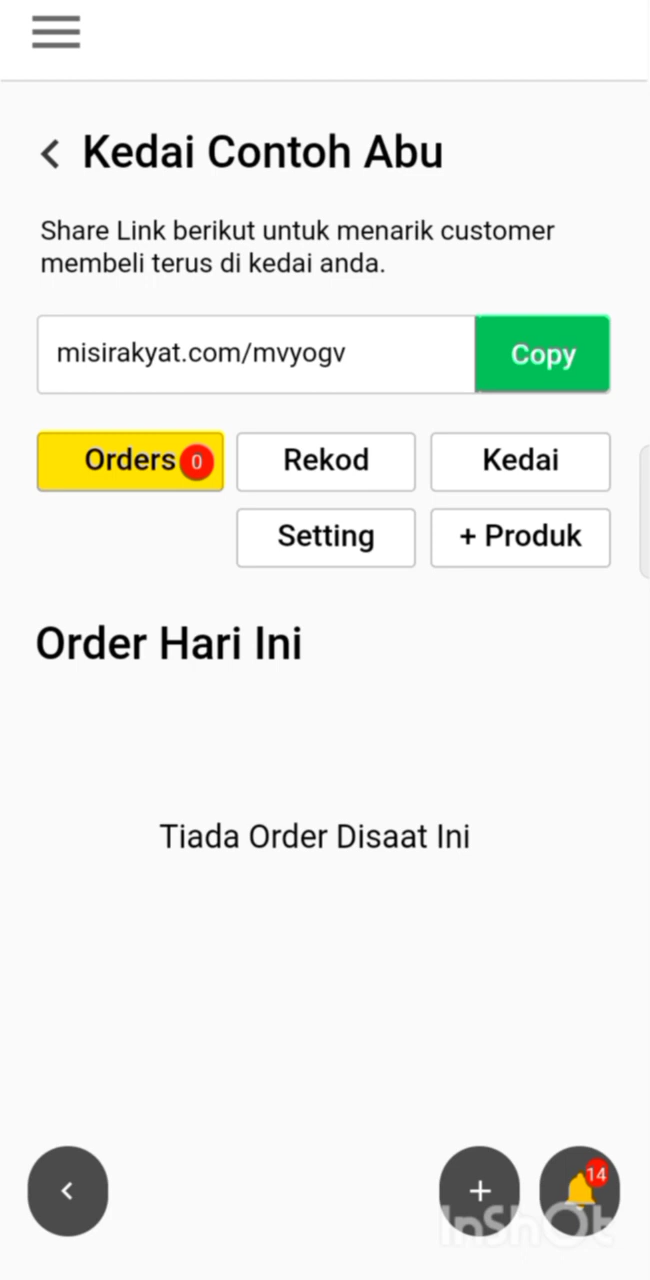 Kedai Contoh Abu
Share Link berikut untuk menarik customer
membeli terus di kedai anda.
misirakyat.com/mvyogv
Copy
Orders 0
Rekod
Kedai
Setting
+ Produk
Order Hari Ini
Tiada Order Disaat Ini
14
InShOt